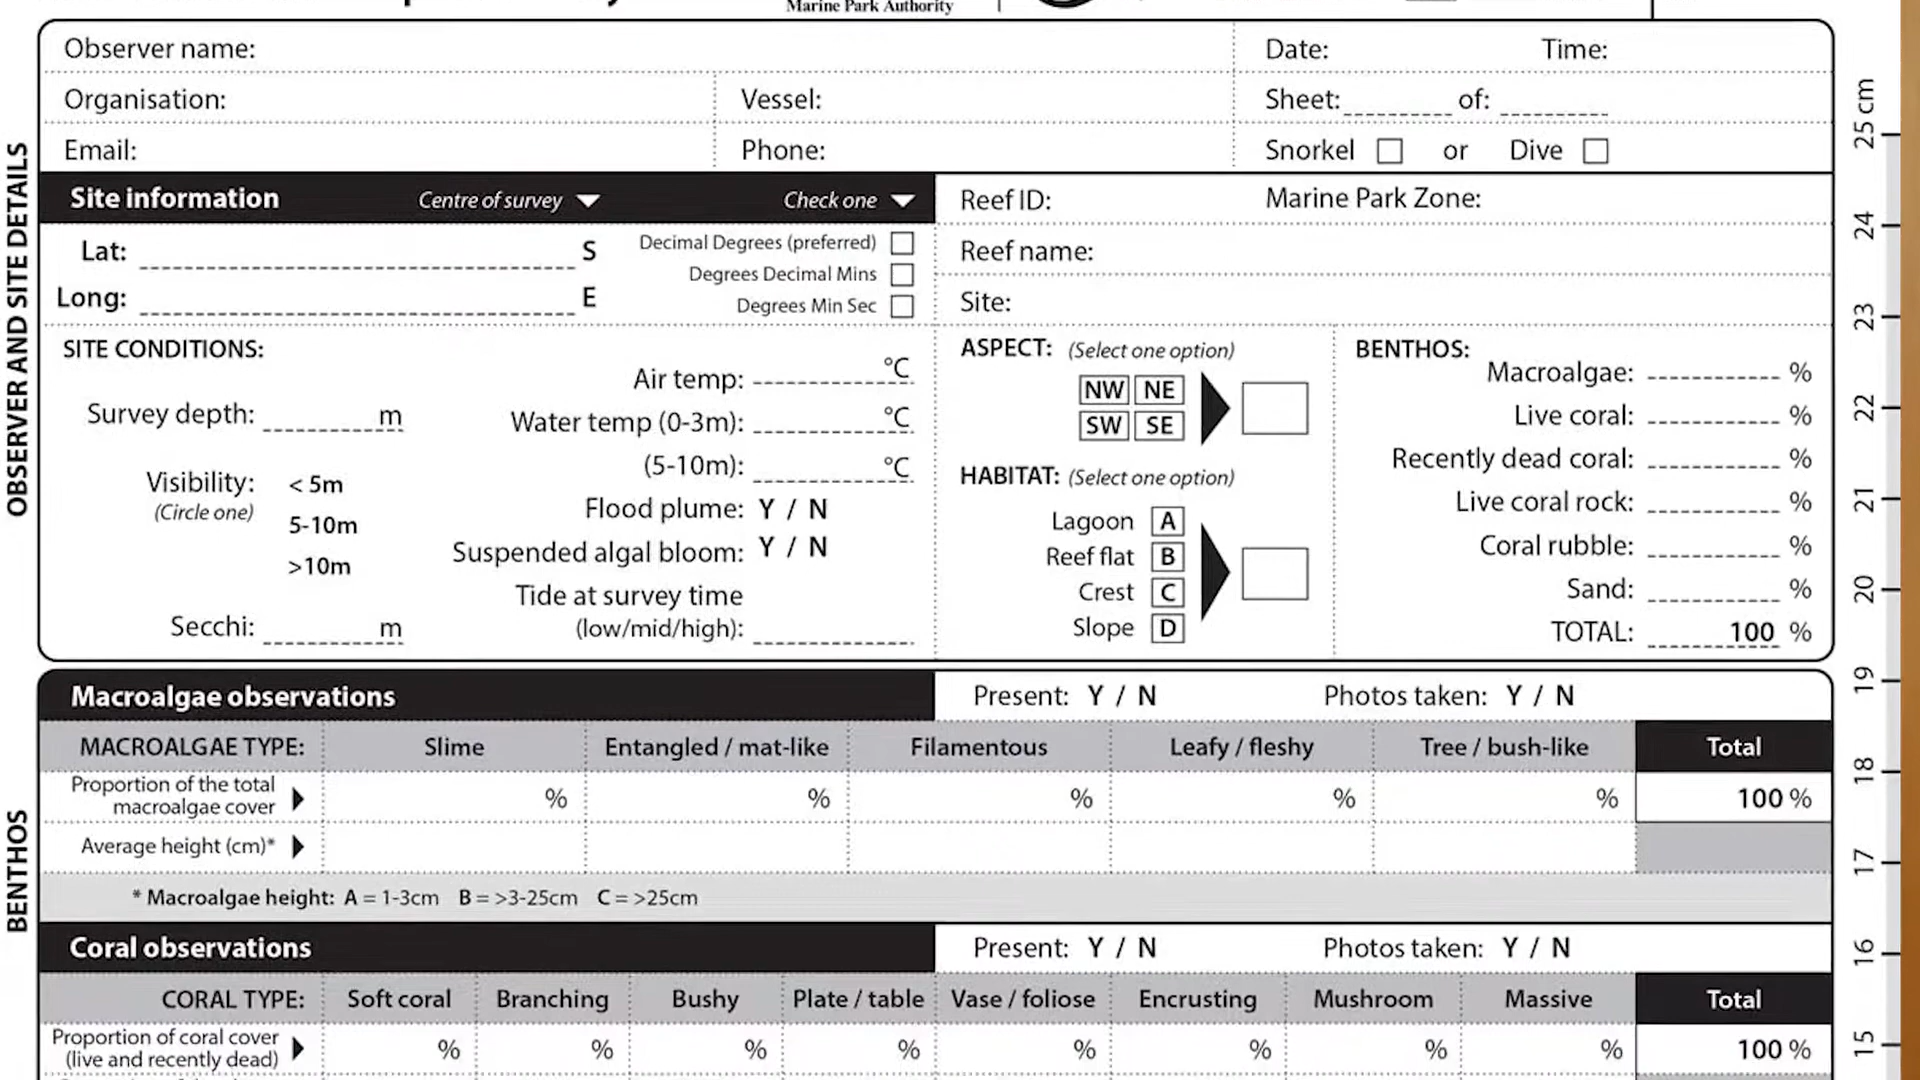 Marine Park Authority
Observer name: Date: Time:
Organisation: Vessel: Sheet: of:
Email: Phone: Snorkel or Dive
OBSERVER AND SITE DETAILS
Site information Centre of survey Check one
Reef ID: Marine Park Zone:
Lat: S
Long: E
Decimal Degrees (preferred)
Degrees Decimal Mins
Degrees Min Sec
Reef name:
Site:
SITE CONDITIONS:
Survey depth: m
Visibility: < 5m
(Circle one)
5-10m
>10m
Secchi: m
Air temp: °C
Water temp (0-3m): °C
(5-10m): °C
Flood plume: Y / N
Suspended algal bloom: Y / N
Tide at survey time
(low/mid/high):
ASPECT: (Select one option)
NW NE
SW SE
HABITAT: (Select one option)
Lagoon A
Reef flat B
Crest C
Slope D
BENTHOS:
Macroalgae: %
Live coral: %
Recently dead coral: %
Live coral rock: %
Coral rubble: %
Sand: %
TOTAL: 100 %
BENTHOS
Macroalgae observations Present: Y / N Photos taken: Y / N
MACROALGAE TYPE: Slime Entangled / mat-like Filamentous Leafy / fleshy Tree / bush-like Total
Proportion of the total
macroalgae cover % % % % % 100 %
Average height (cm)*
* Macroalgae height: A = 1-3cm B = >3-25cm C = >25cm
Coral observations Present: Y / N Photos taken: Y / N
CORAL TYPE: Soft coral Branching Bushy Plate / table Vase / foliose Encrusting Mushroom Massive Total
Proportion of coral cover
(live and recently dead) % % % % % % % % 100 %
25 cm
24
23
22
21
20
19
18
17
16
15